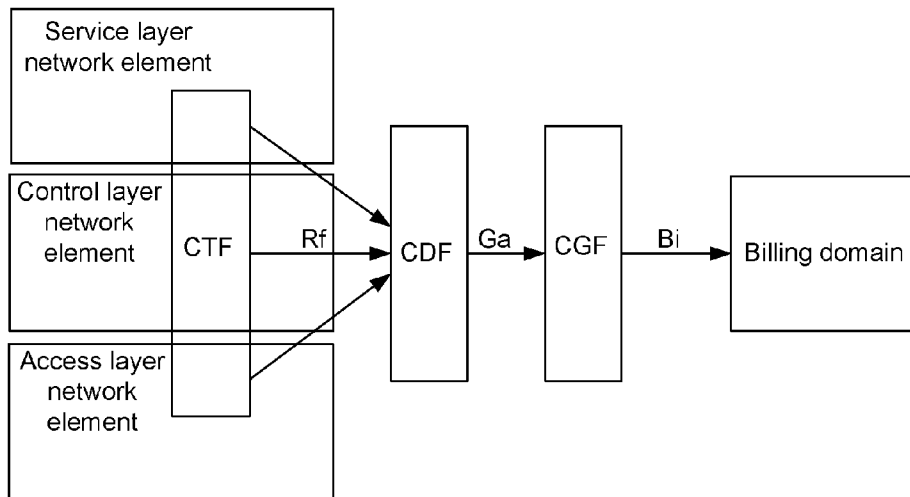 Service layer
network element
Control layer
network
element
CTF
Rf
CDF
Ga
CGF
Bi
Billing domain
Access layer
network
element